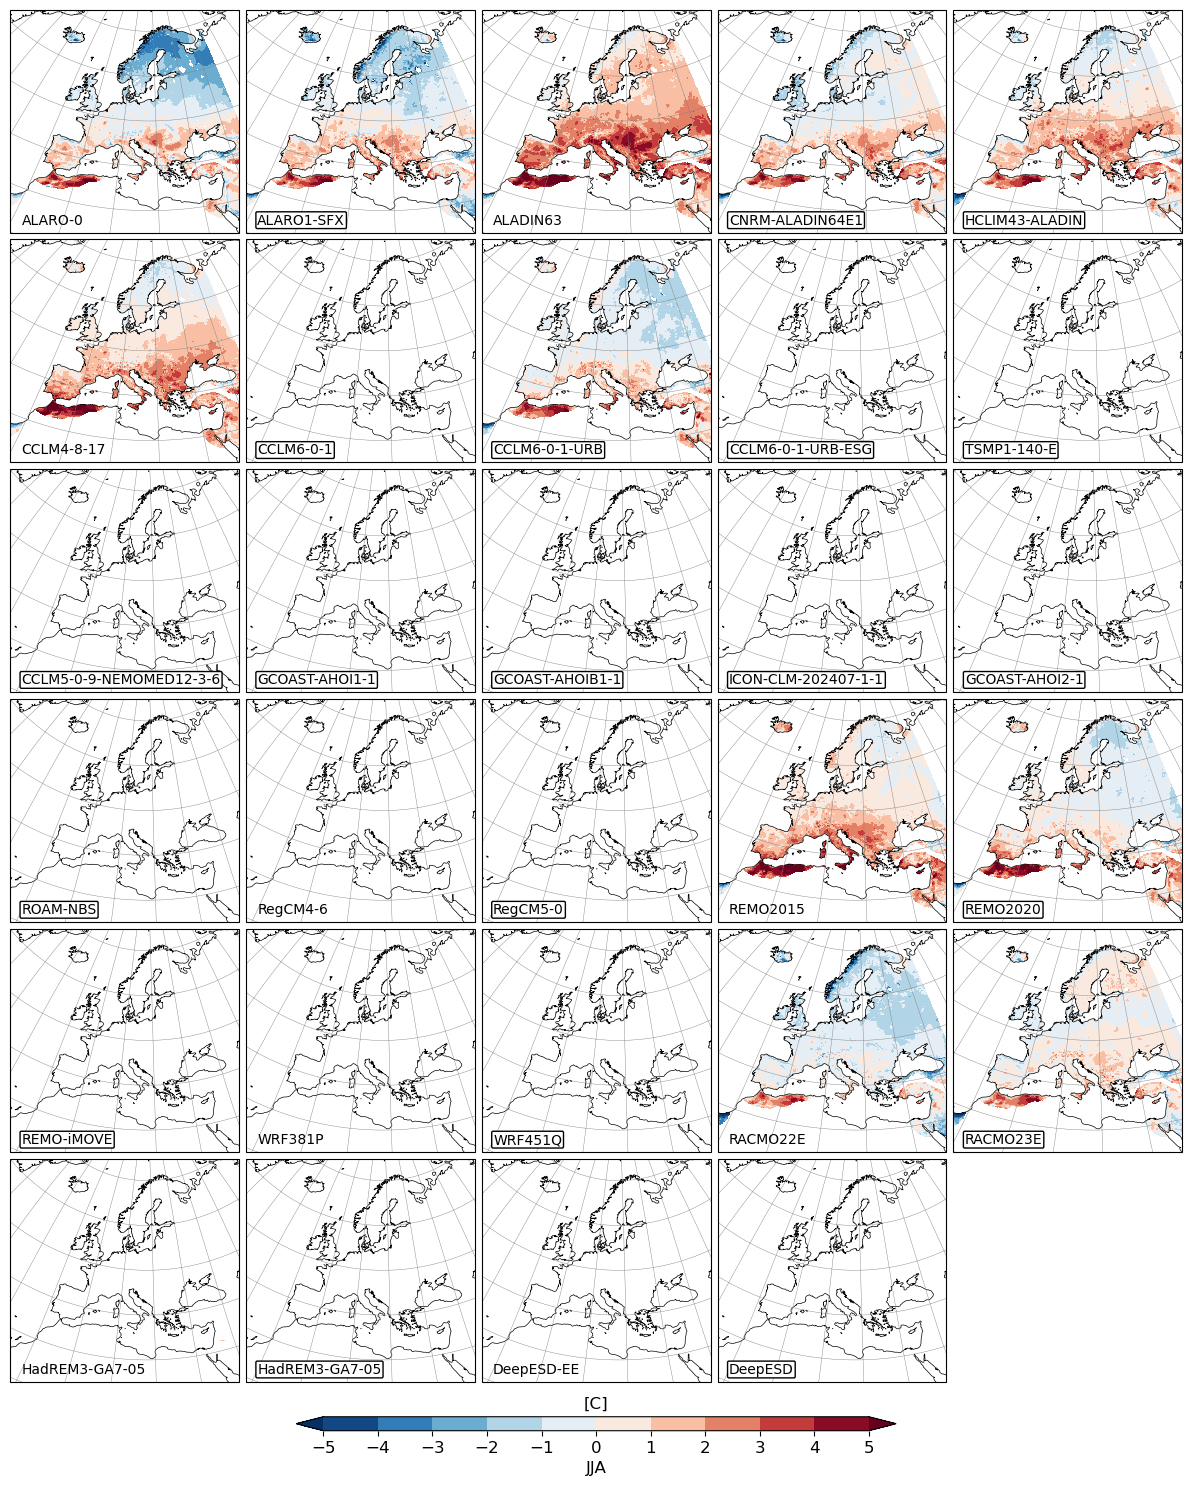 ALARO-0
ALARO1-SFX
ALADIN63
CNRM-ALADIN64E1
HCLIM43-ALADIN
CCLM4-8-17
CCLM6-0-1
CCLM6-0-1-URB
CCLM6-0-1-URB-ESG
TSMP1-140-E
CCLM5-0-9-NEMOMED12-3-6
GCOAST-AHOI1-1
GCOAST-AHOIB1-1
ICON-CLM-202407-1-1
GCOAST-AHOI2-1
ROAM-NBS
RegCM4-6
RegCM5-0
REMO2015
REMO2020
REMO-iMOVE
WRF381P
WRF451Q
RACMO22E
RACMO23E
HadREM3-GA7-05
HadREM3-GA7-05
DeepESD-EE
DeepESD
[C]
−5 −4 −3 −2 −1 0 1 2 3 4 5
JJA